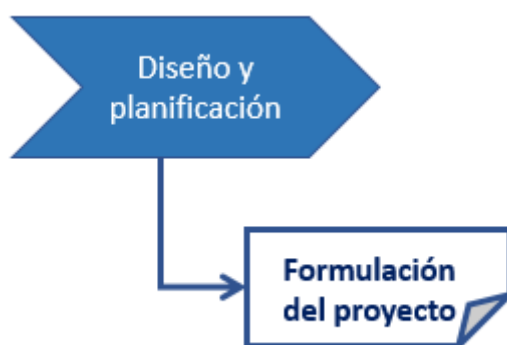 Diseño y
planificación
Formulación
del proyecto